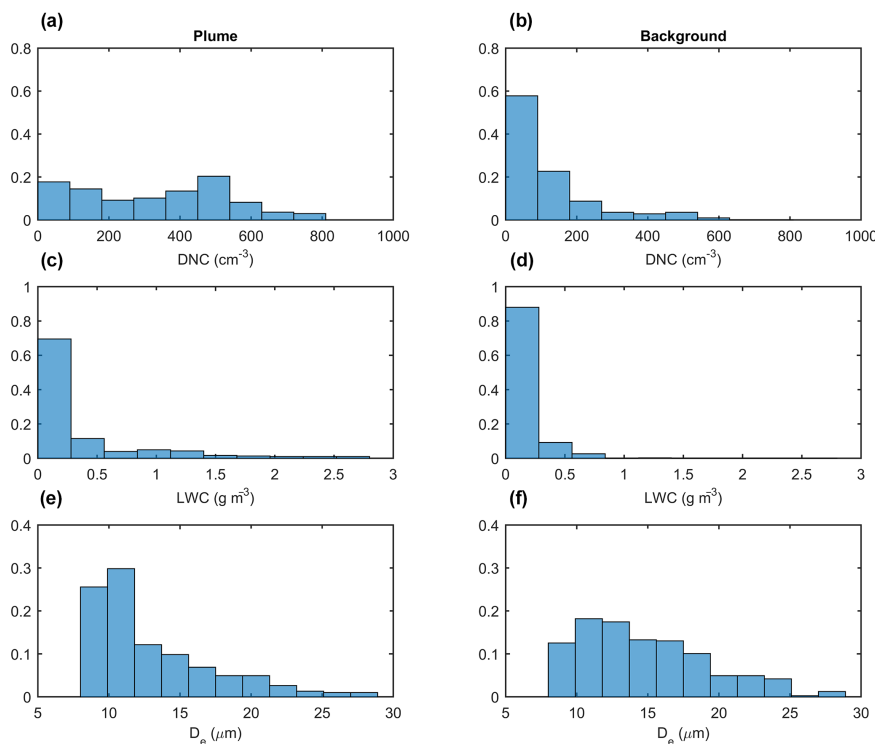 (a) (b)
Plume Background
0.8 0.8
0.6 0.6
0.4 0.4
0.2 0.2
0 0
0 200 400 600 800 1000 0 200 400 600 800 1000
DNC (cm⁻³) DNC (cm⁻³)
(c) (d)
1 1
0.8 0.8
0.6 0.6
0.4 0.4
0.2 0.2
0 0
0 0.5 1 1.5 2 2.5 3 0 0.5 1 1.5 2 2.5 3
LWC (g m⁻³) LWC (g m⁻³)
(e) (f)
0.4 0.4
0.3 0.3
0.2 0.2
0.1 0.1
0 0
5 10 15 20 25 30 5 10 15 20 25 30
Dₑ (μm) Dₑ (μm)